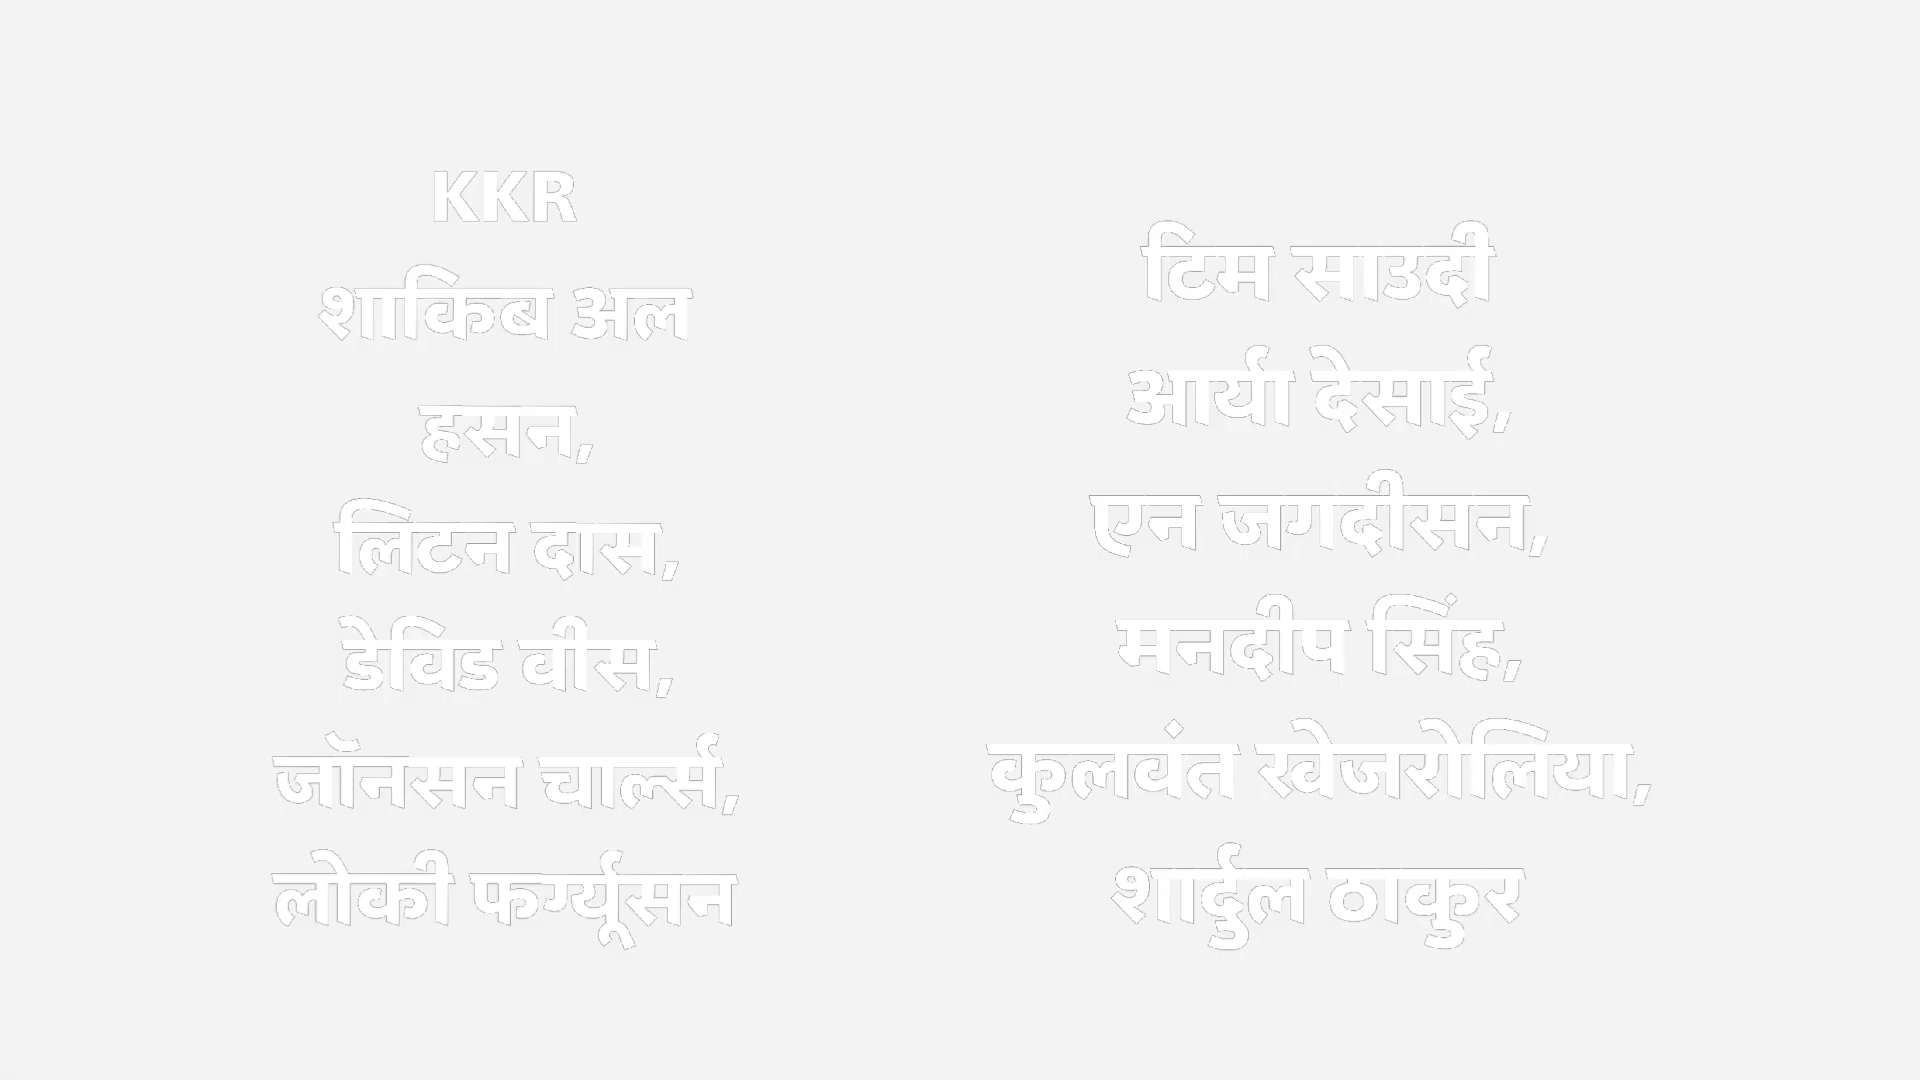 KKR
शाकिब अल
हसन,
लिटन दास,
डेविड वीस,
जॉनसन चार्ल्स,
लोकी फर्ग्यूसन
टिम साउदी
आर्या देसाई,
एन जगदीसन,
मनदीप सिंह,
कुलवंत खेजरोलिया,
शार्दुल ठाकुर